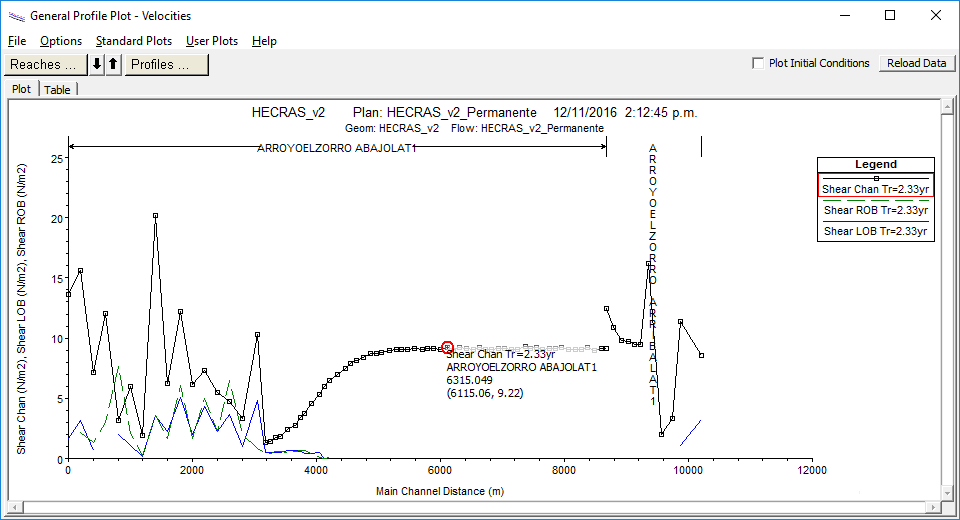 General Profile Plot - Velocities
File Options Standard Plots User Plots Help
Reaches ... Profiles ... Plot Initial Conditions Reload Data
Plot Table
HECRAS_v2 Plan: HECRAS_v2_Permanente 12/11/2016 2:12:45 p.m.
Geom: HECRAS_v2 Flow: HECRAS_v2_Permanente
ARROYOELZORRO ABAJOLAT1
ARROYOELZORRO ARR BALAT1
Legend
Shear Chan Tr=2.33yr
Shear ROB Tr=2.33yr
Shear LOB Tr=2.33yr
Shear Chan (N/m2), Shear LOB (N/m2), Shear ROB (N/m2)
25
20
15
10
5
0
Shear Chan Tr=2.33yr
ARROYOELZORRO ABAJOLAT1
6315.049
(6115.06, 9.22)
0 2000 4000 6000 8000 10000 12000
Main Channel Distance (m)